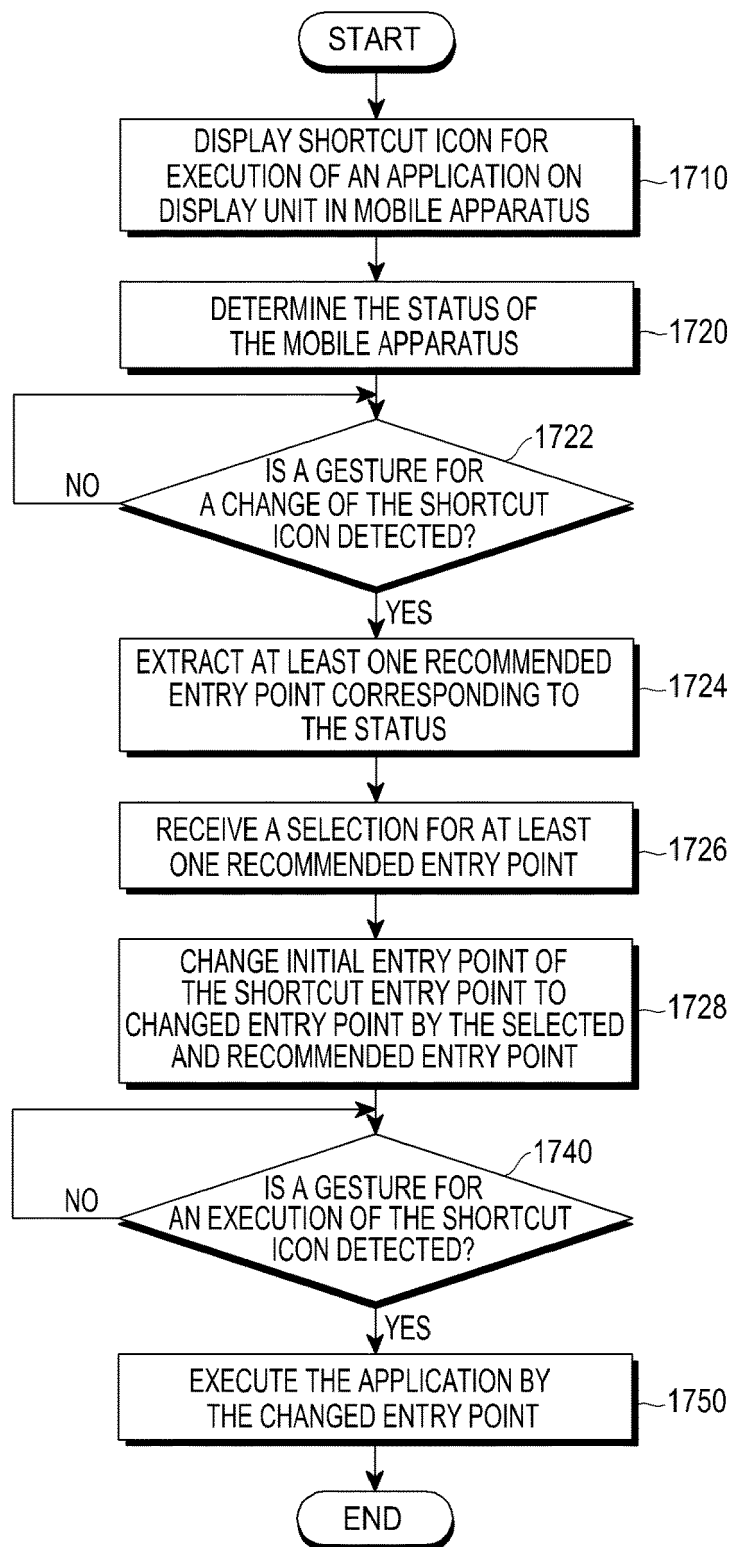 START
DISPLAY SHORTCUT ICON FOR
EXECUTION OF AN APPLICATION ON
DISPLAY UNIT IN MOBILE APPARATUS
1710
DETERMINE THE STATUS OF
THE MOBILE APPARATUS
1720
1722
IS A GESTURE FOR
A CHANGE OF THE SHORTCUT
ICON DETECTED?
NO
YES
EXTRACT AT LEAST ONE RECOMMENDED
ENTRY POINT CORRESPONDING TO
THE STATUS
1724
RECEIVE A SELECTION FOR AT LEAST
ONE RECOMMENDED ENTRY POINT
1726
CHANGE INITIAL ENTRY POINT OF
THE SHORTCUT ENTRY POINT TO
CHANGED ENTRY POINT BY THE SELECTED
AND RECOMMENDED ENTRY POINT
1728
1740
IS A GESTURE FOR
AN EXECUTION OF THE SHORTCUT
ICON DETECTED?
NO
YES
EXECUTE THE APPLICATION BY
THE CHANGED ENTRY POINT
1750
END